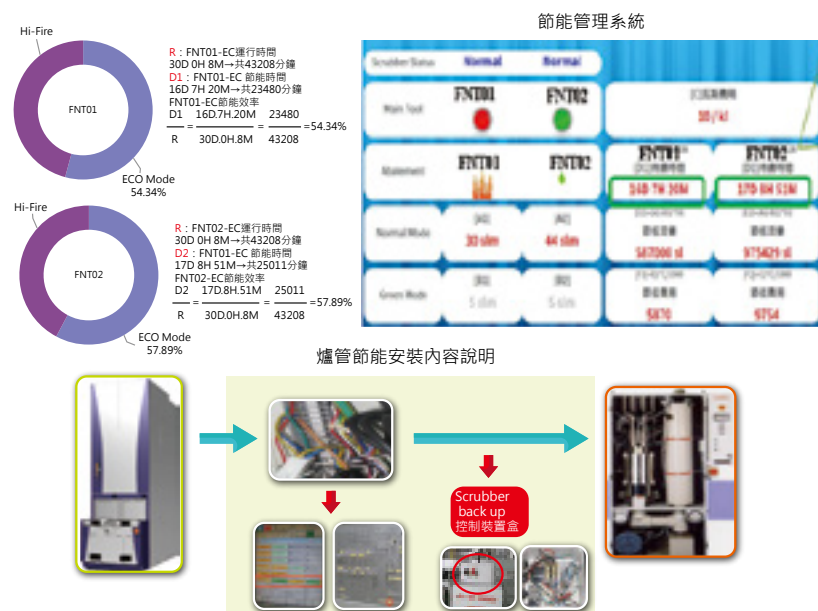 節能管理系統
Hi-Fire
FNT01
ECO Mode
54.34%
R：FNT01-EC運行時間
30D 0H 8M→共43208分鐘
D1：FNT01-EC 節能時間
16D 7H 20M→共23480分鐘
FNT01-EC節能效率
D1/R = 16D.7H.20M/30D.0H.8M = 23480/43208 =54.34%
Hi-Fire
FNT02
ECO Mode
57.89%
R：FNT02-EC運行時間
30D 0H 8M→共43208分鐘
D2：FNT01-EC 節能時間
17D 8H 51M→共25011分鐘
FNT02-EC節能效率
D2/R = 17D.8H.51M/30D.0H.8M = 25011/43208 =57.89%
Scrubber Status Normal Normal
Main Tool FNT01 FNT02
Abatement FNT01 FNT02 FNT01 FNT02
16D 7H 20M 17D 8H 51M
Normal Mode 30 slm 44 slm
587000 sl 975429 sl
Green Mode 5 slm 5 slm
5870 9754
爐管節能安裝內容說明
Scrubber
back up
控制裝置盒